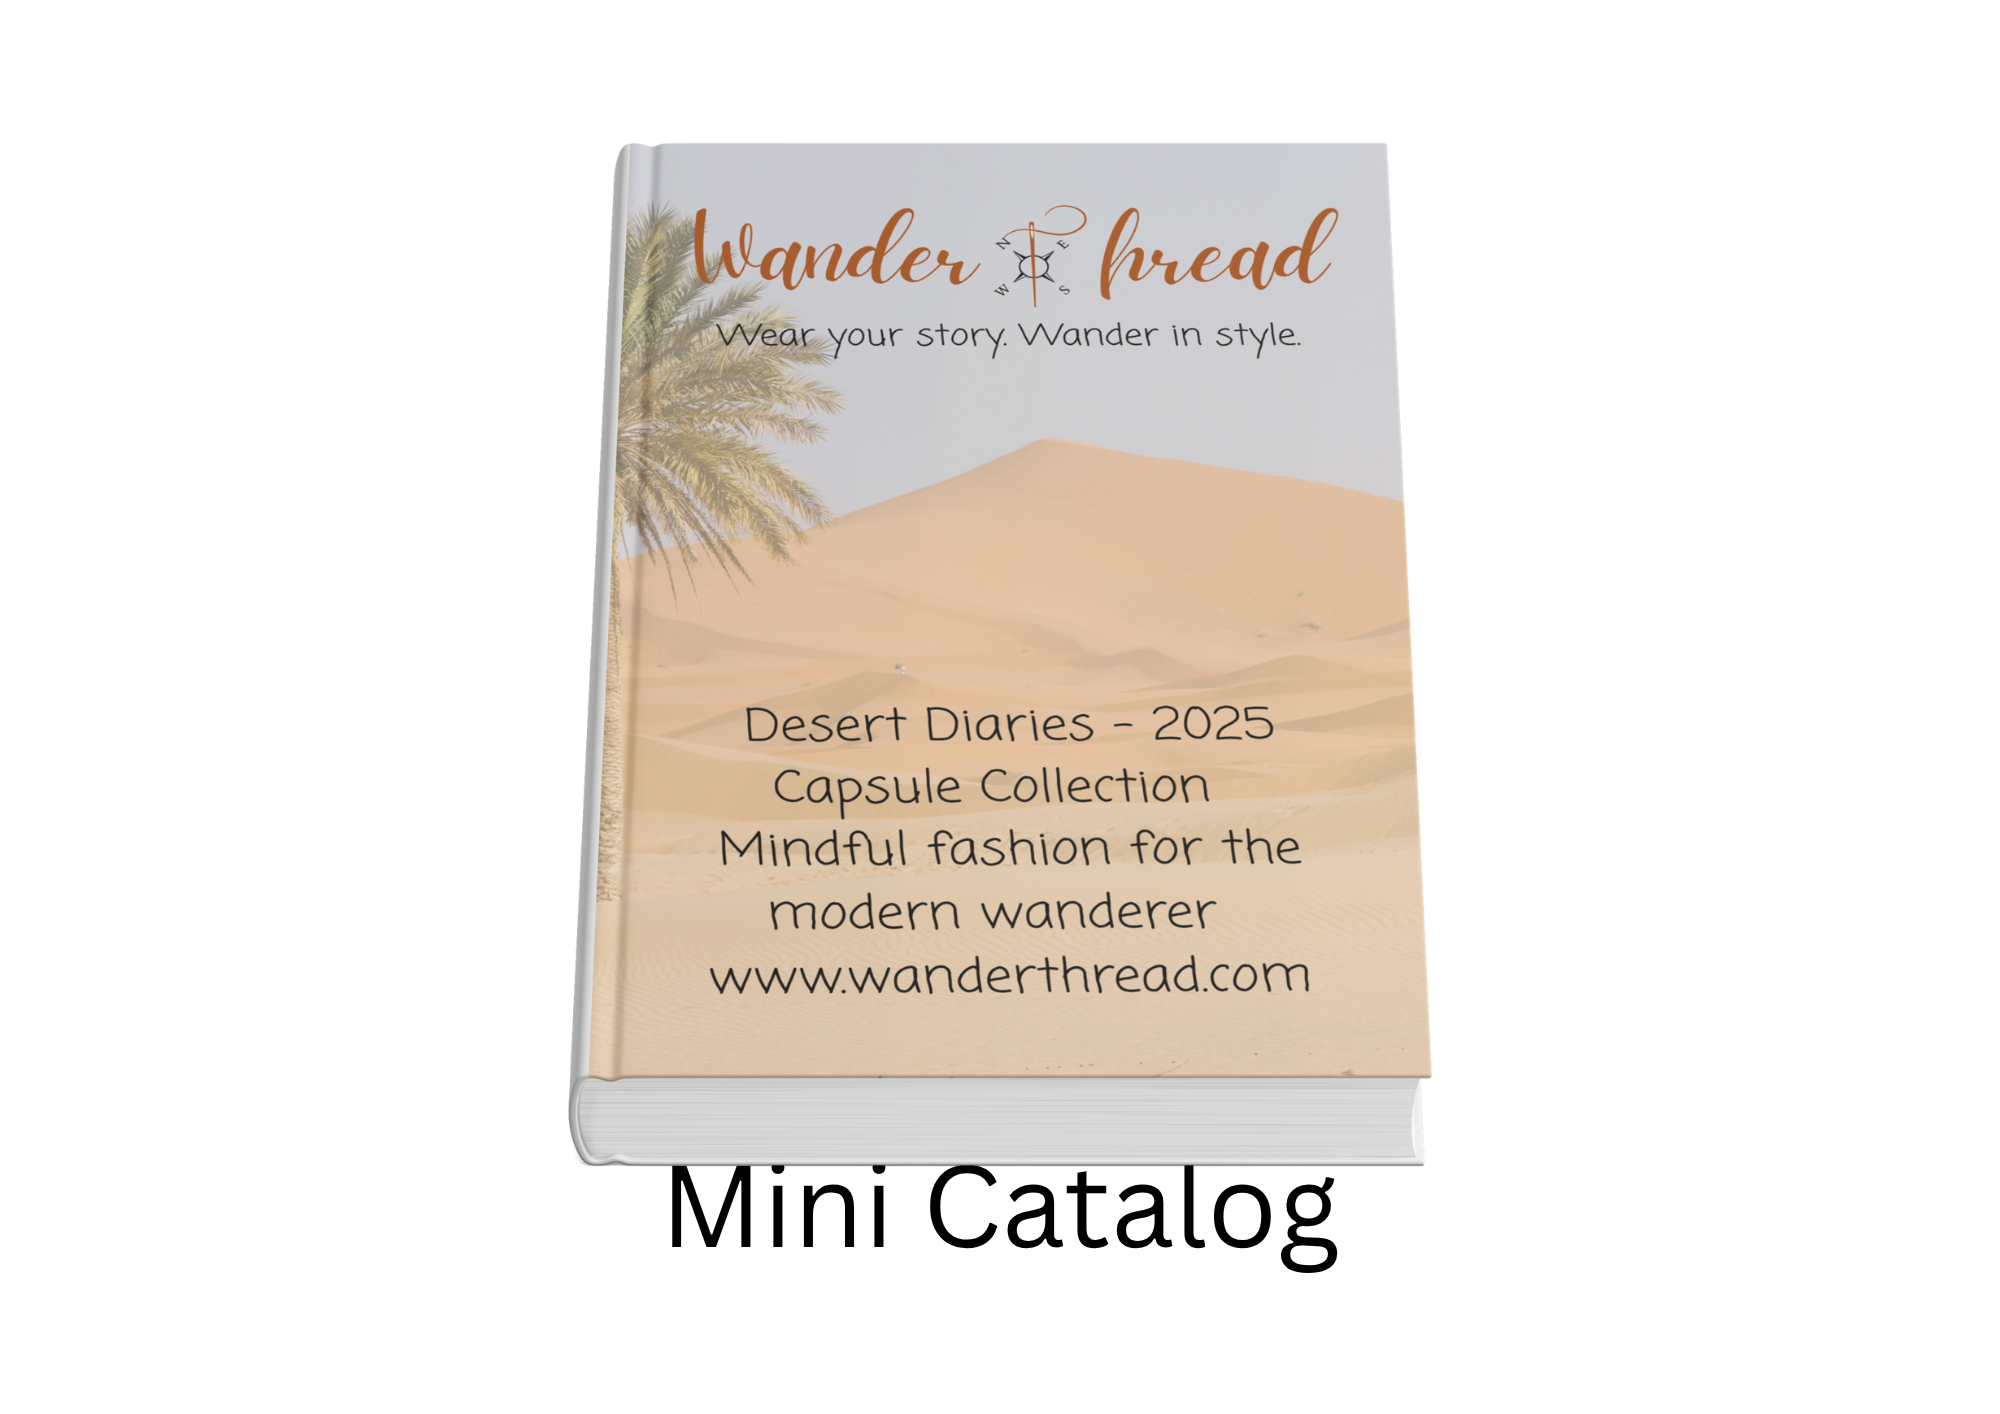 Wander hread
N E
W S
Wear your story. Wander in style.
Desert Diaries - 2025
Capsule Collection
Mindful fashion for the
modern wanderer
www.wanderthread.com
Mini Catalog